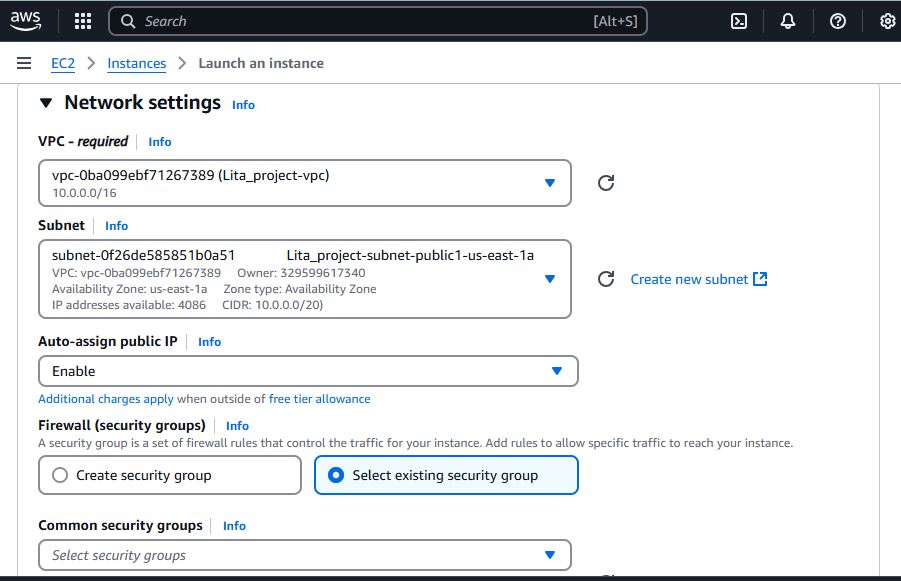 aws
Search [Alt+S]
EC2 > Instances > Launch an instance
Network settings Info
VPC - required Info
vpc-0ba099ebf71267389 (Lita_project-vpc)
10.0.0.0/16
Subnet Info
subnet-0f26de585851b0a51 Lita_project-subnet-public1-us-east-1a
VPC: vpc-0ba099ebf71267389 Owner: 329599617340
Availability Zone: us-east-1a Zone type: Availability Zone
IP addresses available: 4086 CIDR: 10.0.0.0/20)
Create new subnet
Auto-assign public IP Info
Enable
Additional charges apply when outside of free tier allowance
Firewall (security groups) Info
A security group is a set of firewall rules that control the traffic for your instance. Add rules to allow specific traffic to reach your instance.
Create security group
Select existing security group
Common security groups Info
Select security groups